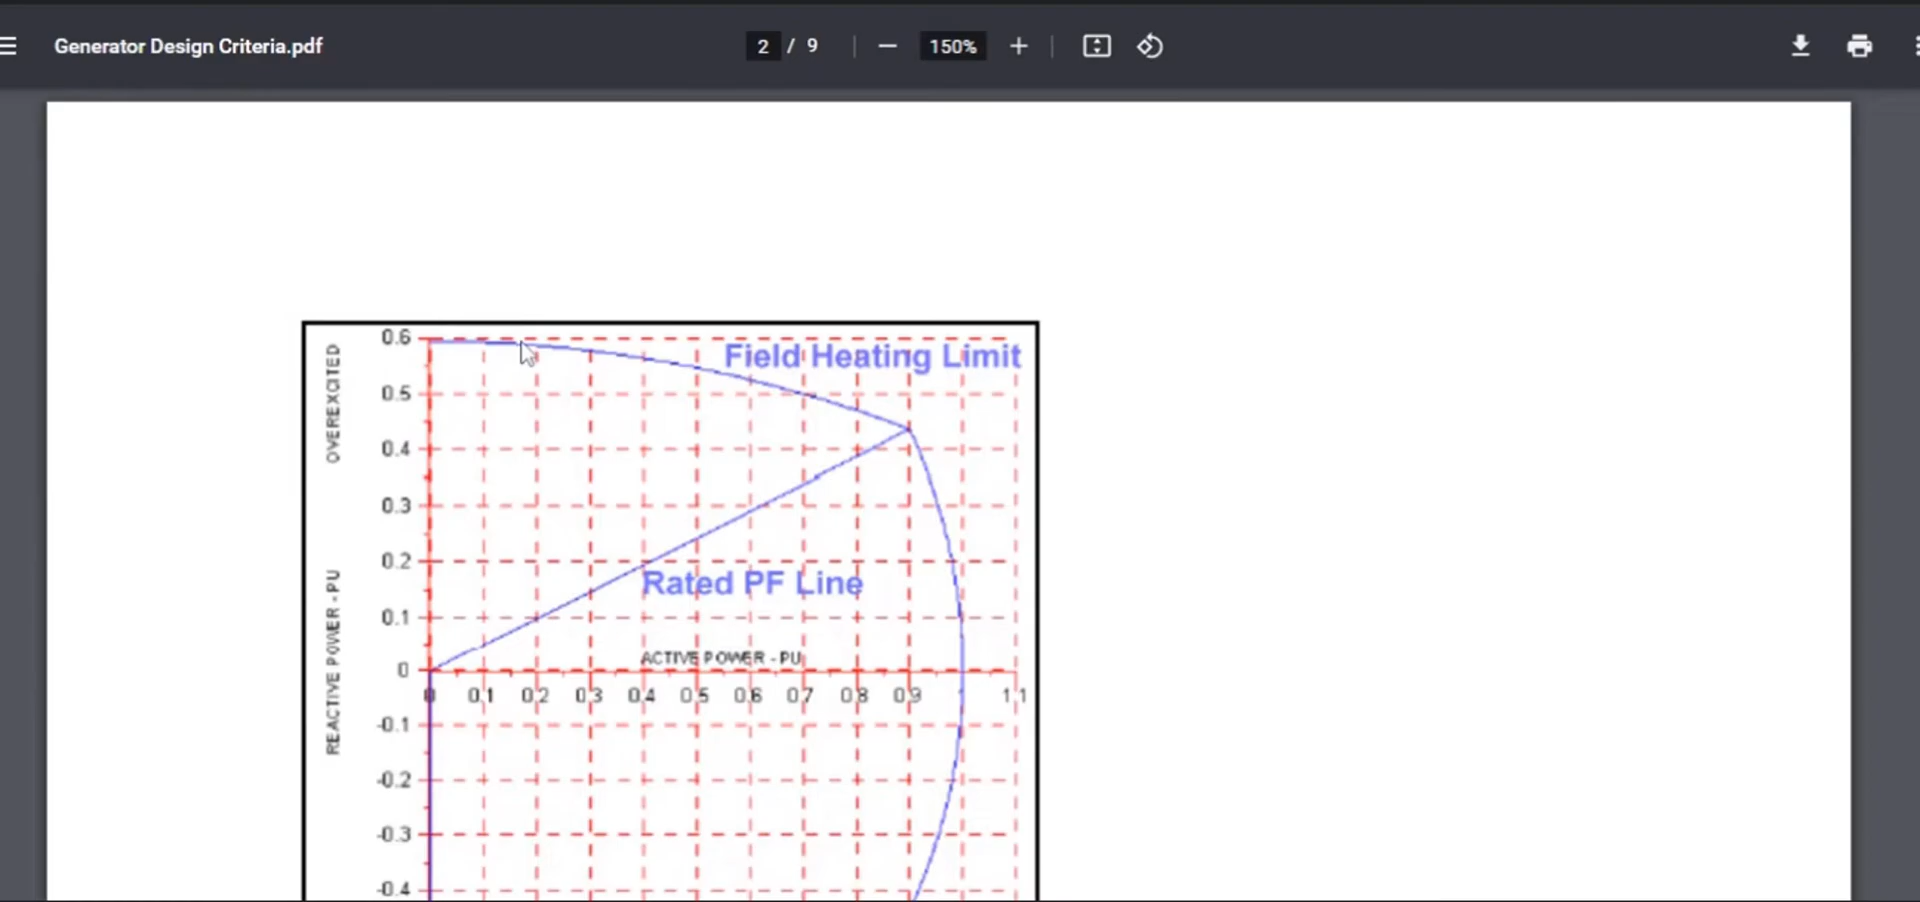 Generator Design Criteria.pdf
2 / 9
150%
OVEREXCITED
REACTIVE POWER - PU
0.6
Field Heating Limit
0.5
0.4
0.3
0.2
Rated PF Line
0.1
ACTIVE POWER - PU
0
0 0.1 0.2 0.3 0.4 0.5 0.6 0.7 0.8 0.9 1.1
-0.1
-0.2
-0.3
-0.4